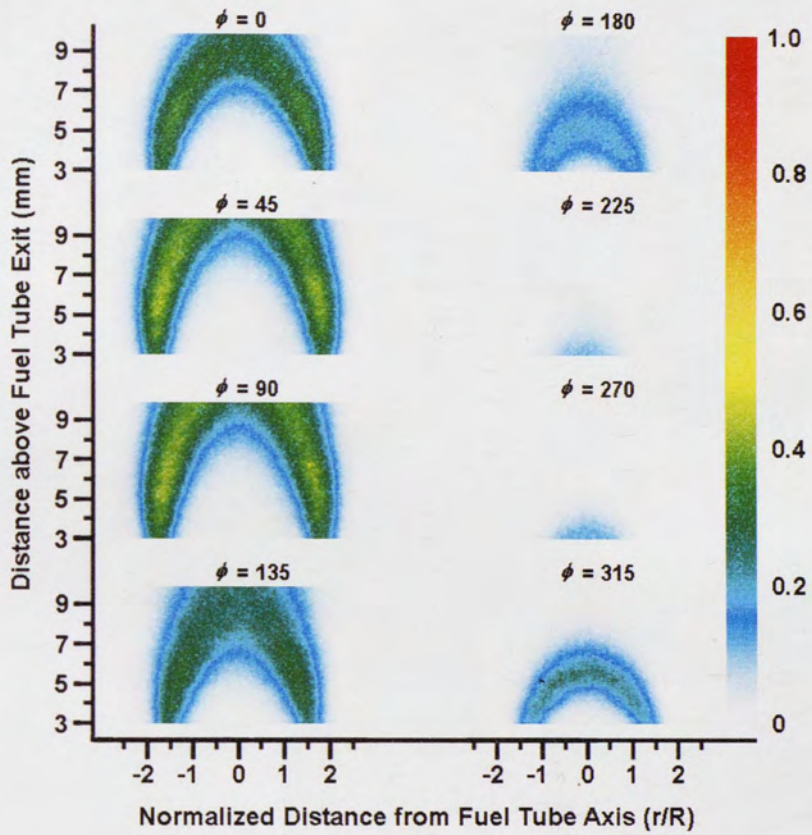 ϕ = 0
ϕ = 180
ϕ = 45
ϕ = 225
ϕ = 90
ϕ = 270
ϕ = 135
ϕ = 315
9
7
5
3
9
7
5
3
9
7
5
3
9
7
5
3
Distance above Fuel Tube Exit (mm)
-2 -1 0 1 2
-2 -1 0 1 2
Normalized Distance from Fuel Tube Axis (r/R)
1.0
0.8
0.6
0.4
0.2
0